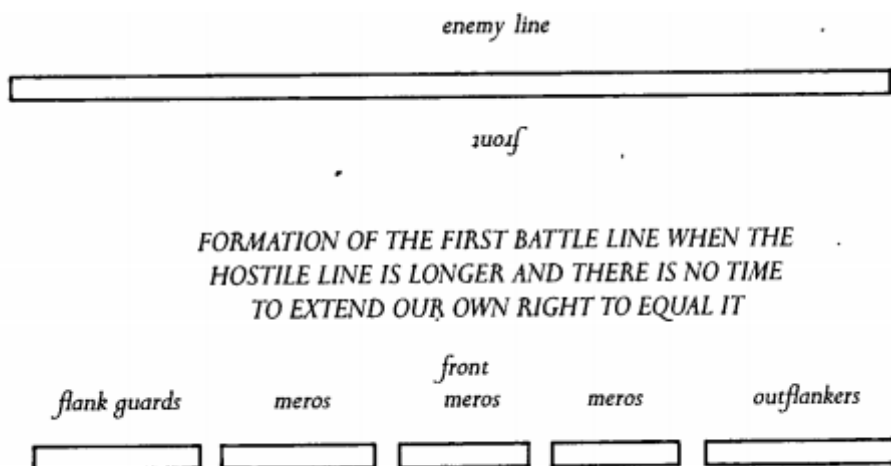 enemy line
front
FORMATION OF THE FIRST BATTLE LINE WHEN THE
HOSTILE LINE IS LONGER AND THERE IS NO TIME
TO EXTEND OUR OWN RIGHT TO EQUAL IT
front
flank guards meros meros meros outflankers